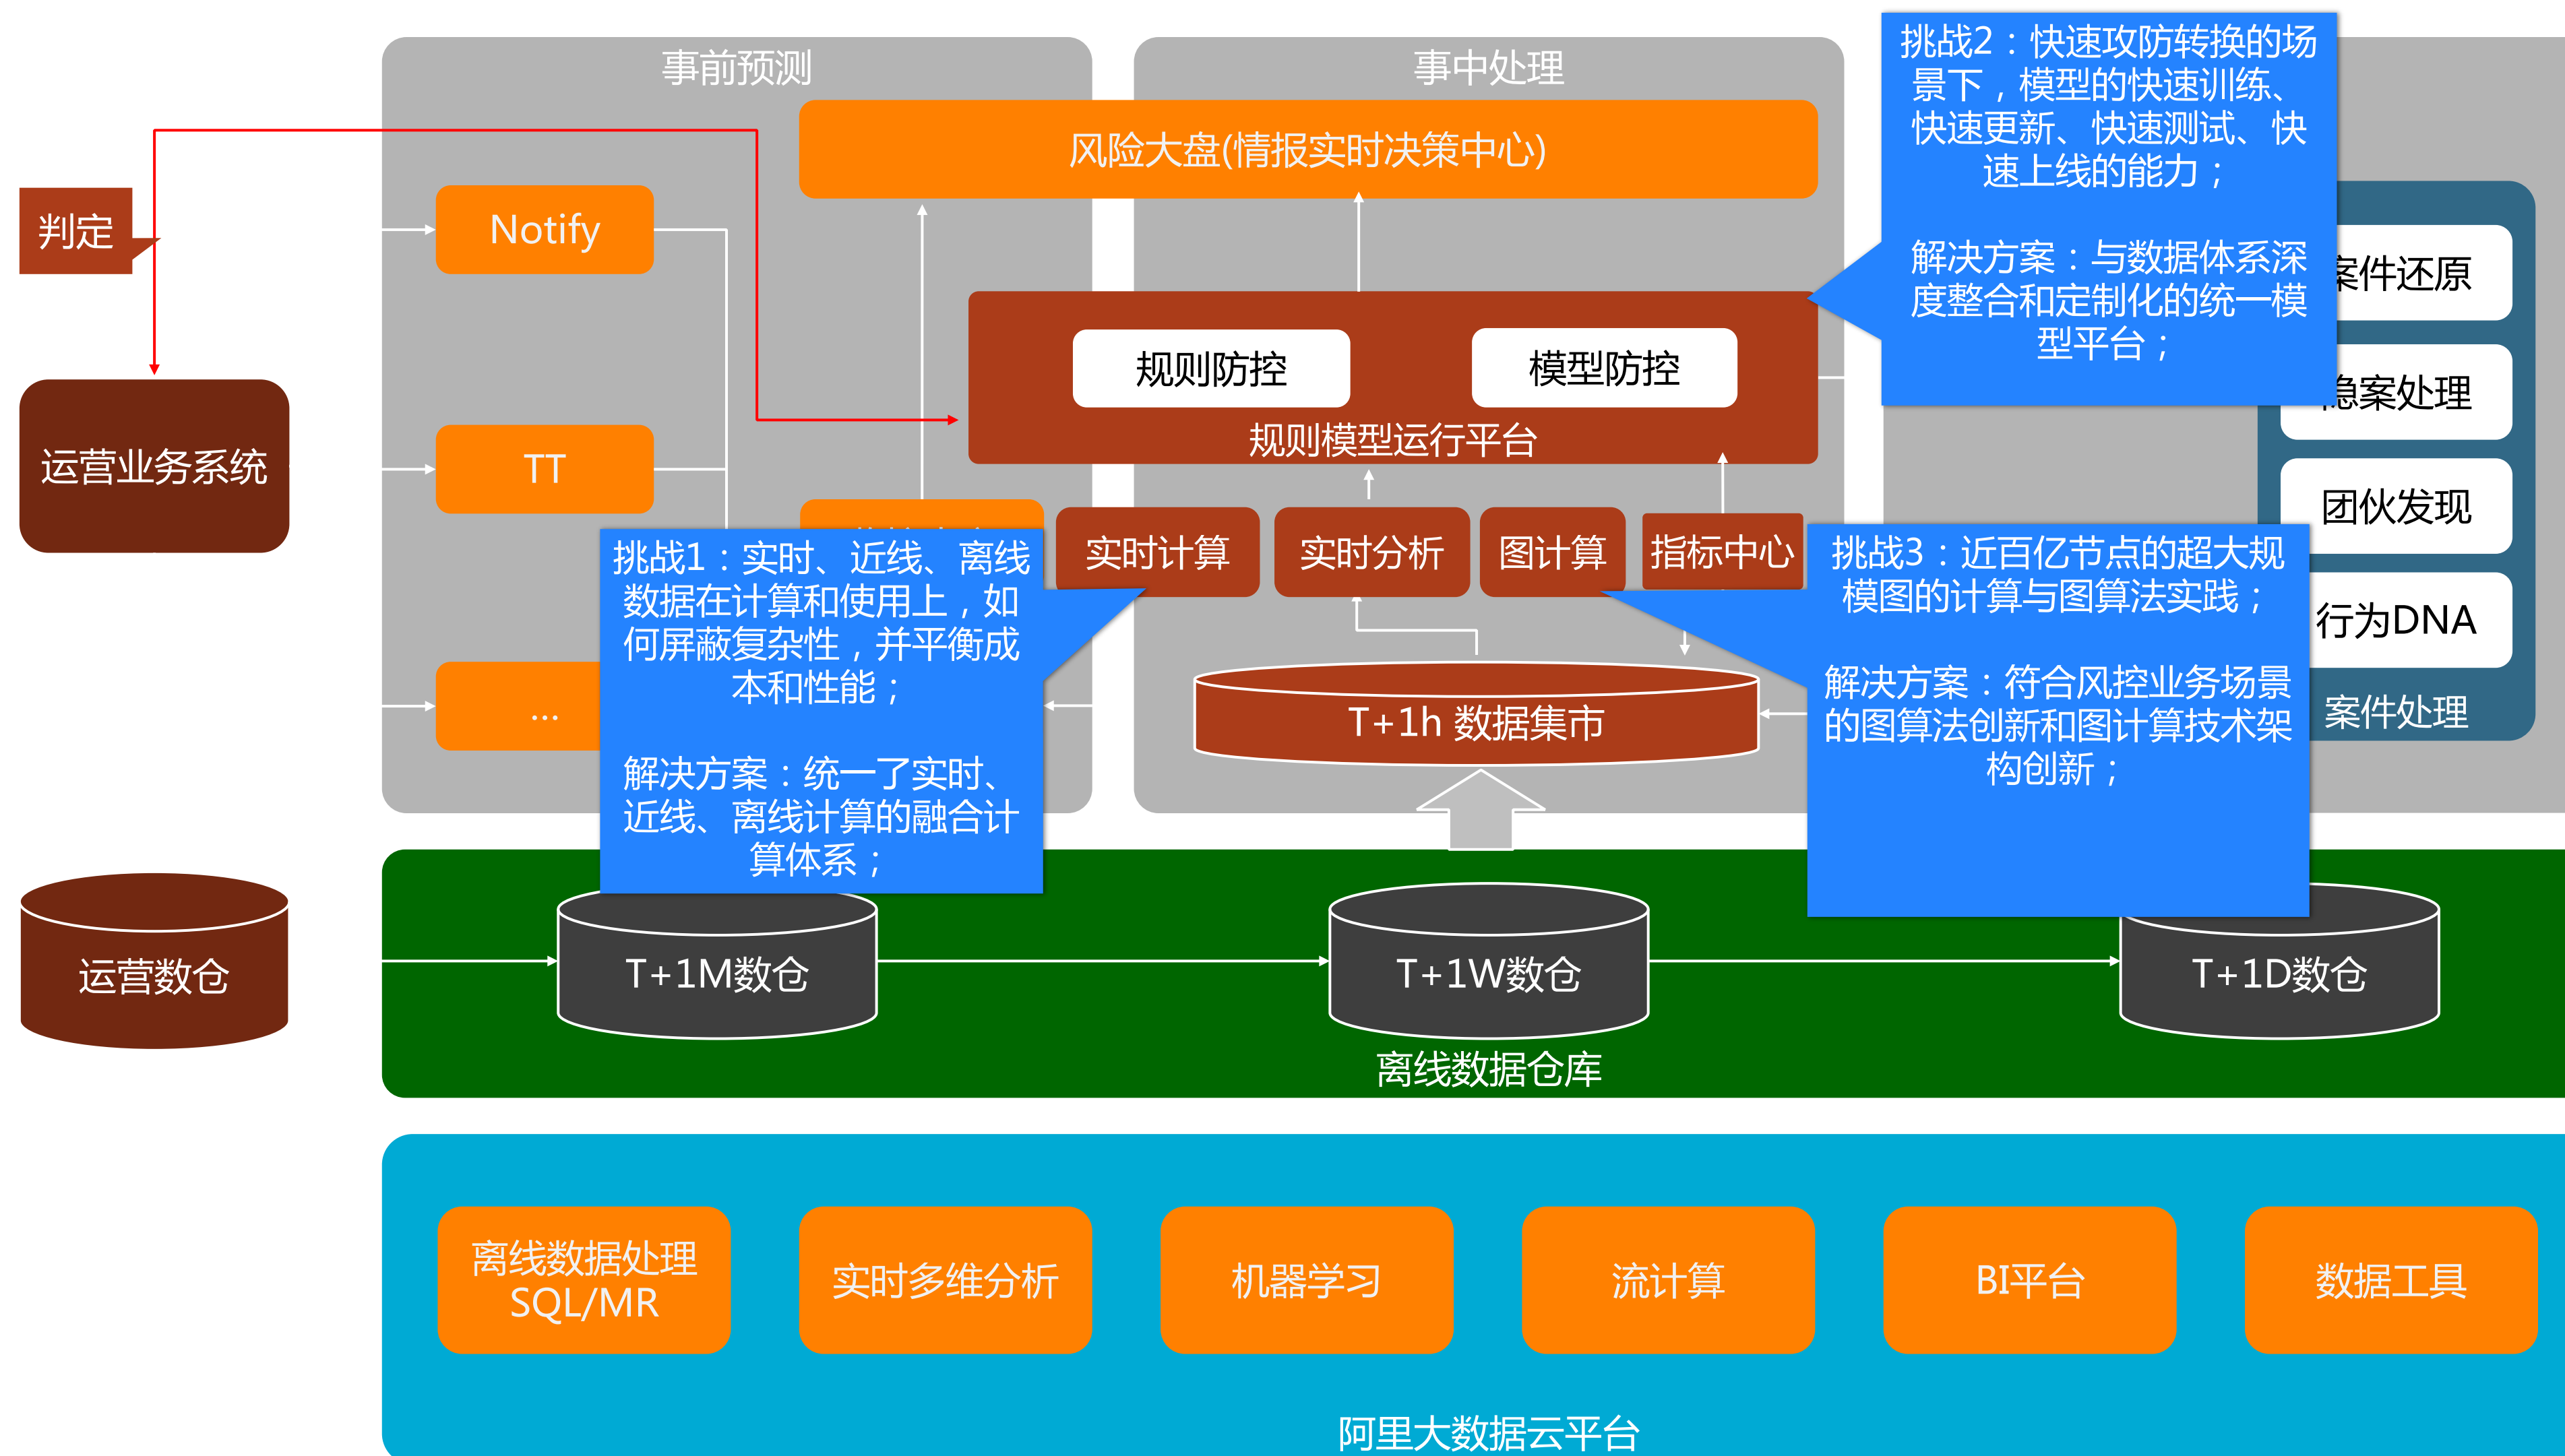 事前预测
事中处理
风险大盘(情报实时决策中心)
挑战2：快速攻防转换的场
景下，模型的快速训练、
快速更新、快速测试、快
速上线的能力；
解决方案：与数据体系深
度整合和定制化的统一模
型平台；
判定
Notify
规则防控
模型防控
规则模型运行平台
运营业务系统
TT
...
实时计算
实时分析
图计算
指标中心
挑战1：实时、近线、离线
数据在计算和使用上，如
何屏蔽复杂性，并平衡成
本和性能；
解决方案：统一了实时、
近线、离线计算的融合计
算体系；
挑战3：近百亿节点的超大规
模图的计算与图算法实践；
解决方案：符合风控业务场景
的图算法创新和图计算技术架
构创新；
案件还原
隐案处理
团伙发现
行为DNA
案件处理
T+1h 数据集市
运营数仓
T+1M数仓
T+1W数仓
T+1D数仓
离线数据仓库
离线数据处理
SQL/MR
实时多维分析
机器学习
流计算
BI平台
数据工具
阿里大数据云平台